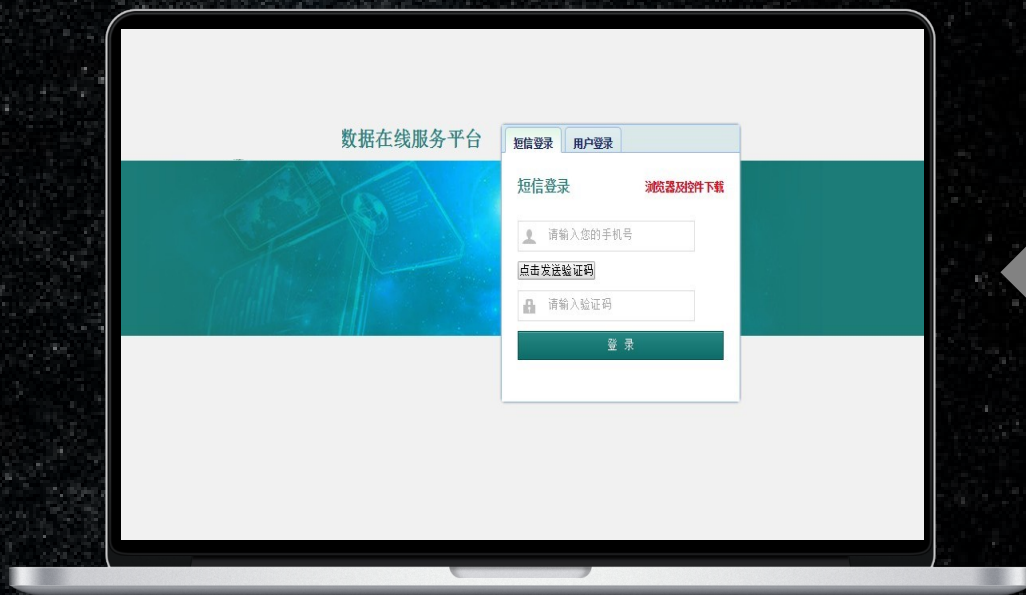 数据在线服务平台
短信登录 用户登录
短信登录 浏览器及控件下载
请输入您的手机号
点击发送验证码
请输入验证码
登 录